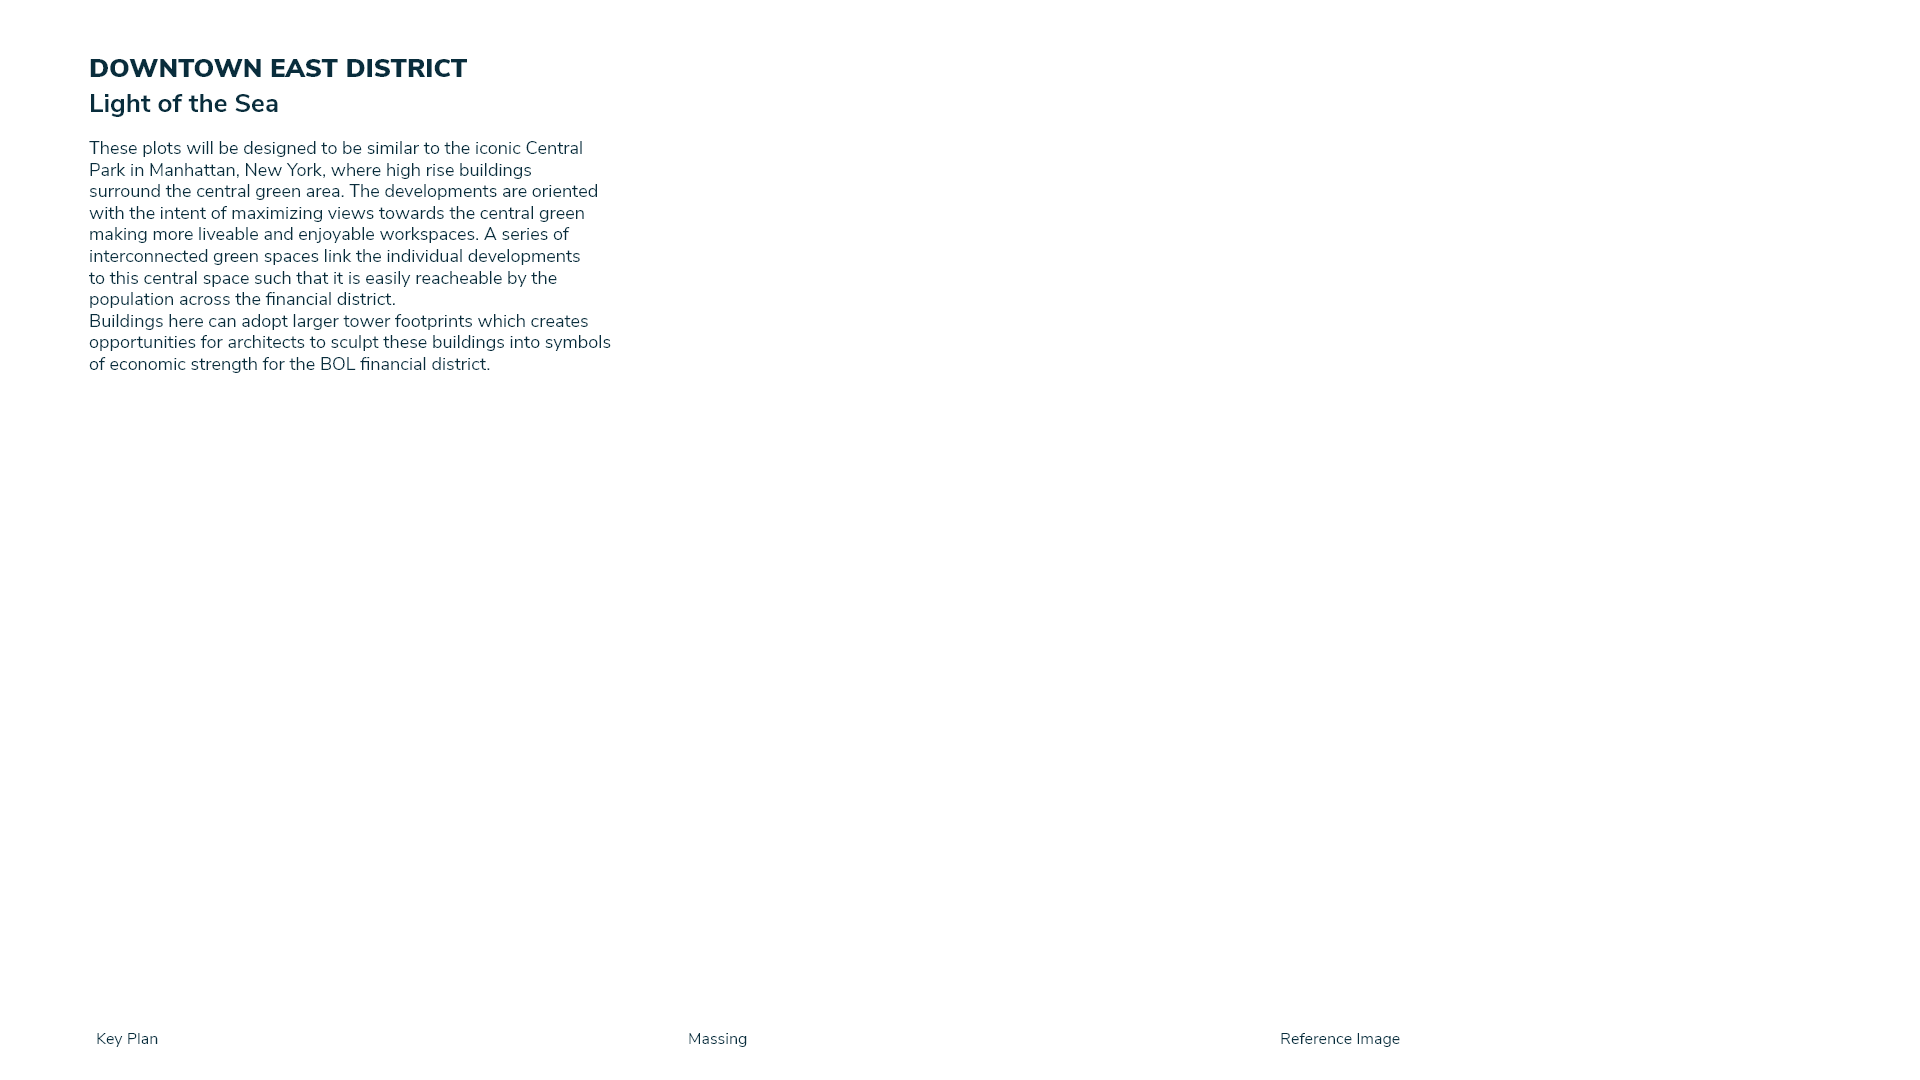 DOWNTOWN EAST DISTRICT
Light of the Sea
These plots will be designed to be similar to the iconic Central
Park in Manhattan, New York, where high rise buildings
surround the central green area. The developments are oriented
with the intent of maximizing views towards the central green
making more liveable and enjoyable workspaces. A series of
interconnected green spaces link the individual developments
to this central space such that it is easily reacheable by the
population across the financial district.
Buildings here can adopt larger tower footprints which creates
opportunities for architects to sculpt these buildings into symbols
of economic strength for the BOL financial district.
Key Plan
Massing
Reference Image